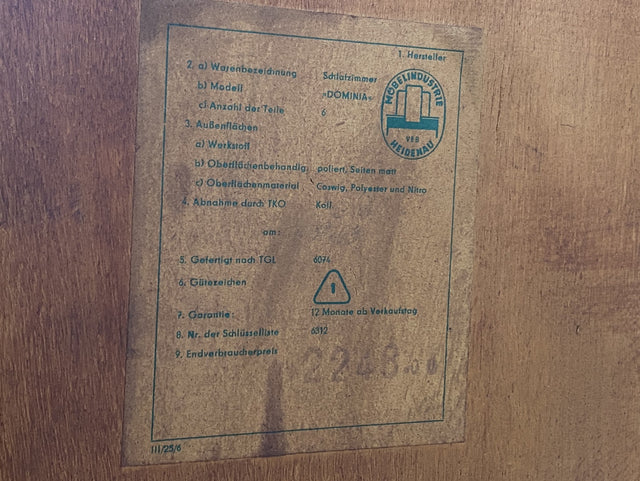 1. Hersteller
MÖBELINDUSTRIE
VEB
HEIDENAU
2. a) Warenbezeichnung Schlafzimmer
b) Modell »DOMINIA«
c) Anzahl der Teile 6
3. Außenflächen
a) Werkstoff
b) Oberflächenbehandlg. poliert, Seiten matt
c) Oberflächenmaterial Coswig, Polyester und Nitro
4. Abnahme durch TKO Koll.
am:
5. Gefertigt nach TGL 6074
6. Gütezeichen 1
7. Garantie: 12 Monate ab Verkaufstag
8. Nr. der Schlüsselliste 6312
9. Endverbraucherpreis 2248.00
III/25/6